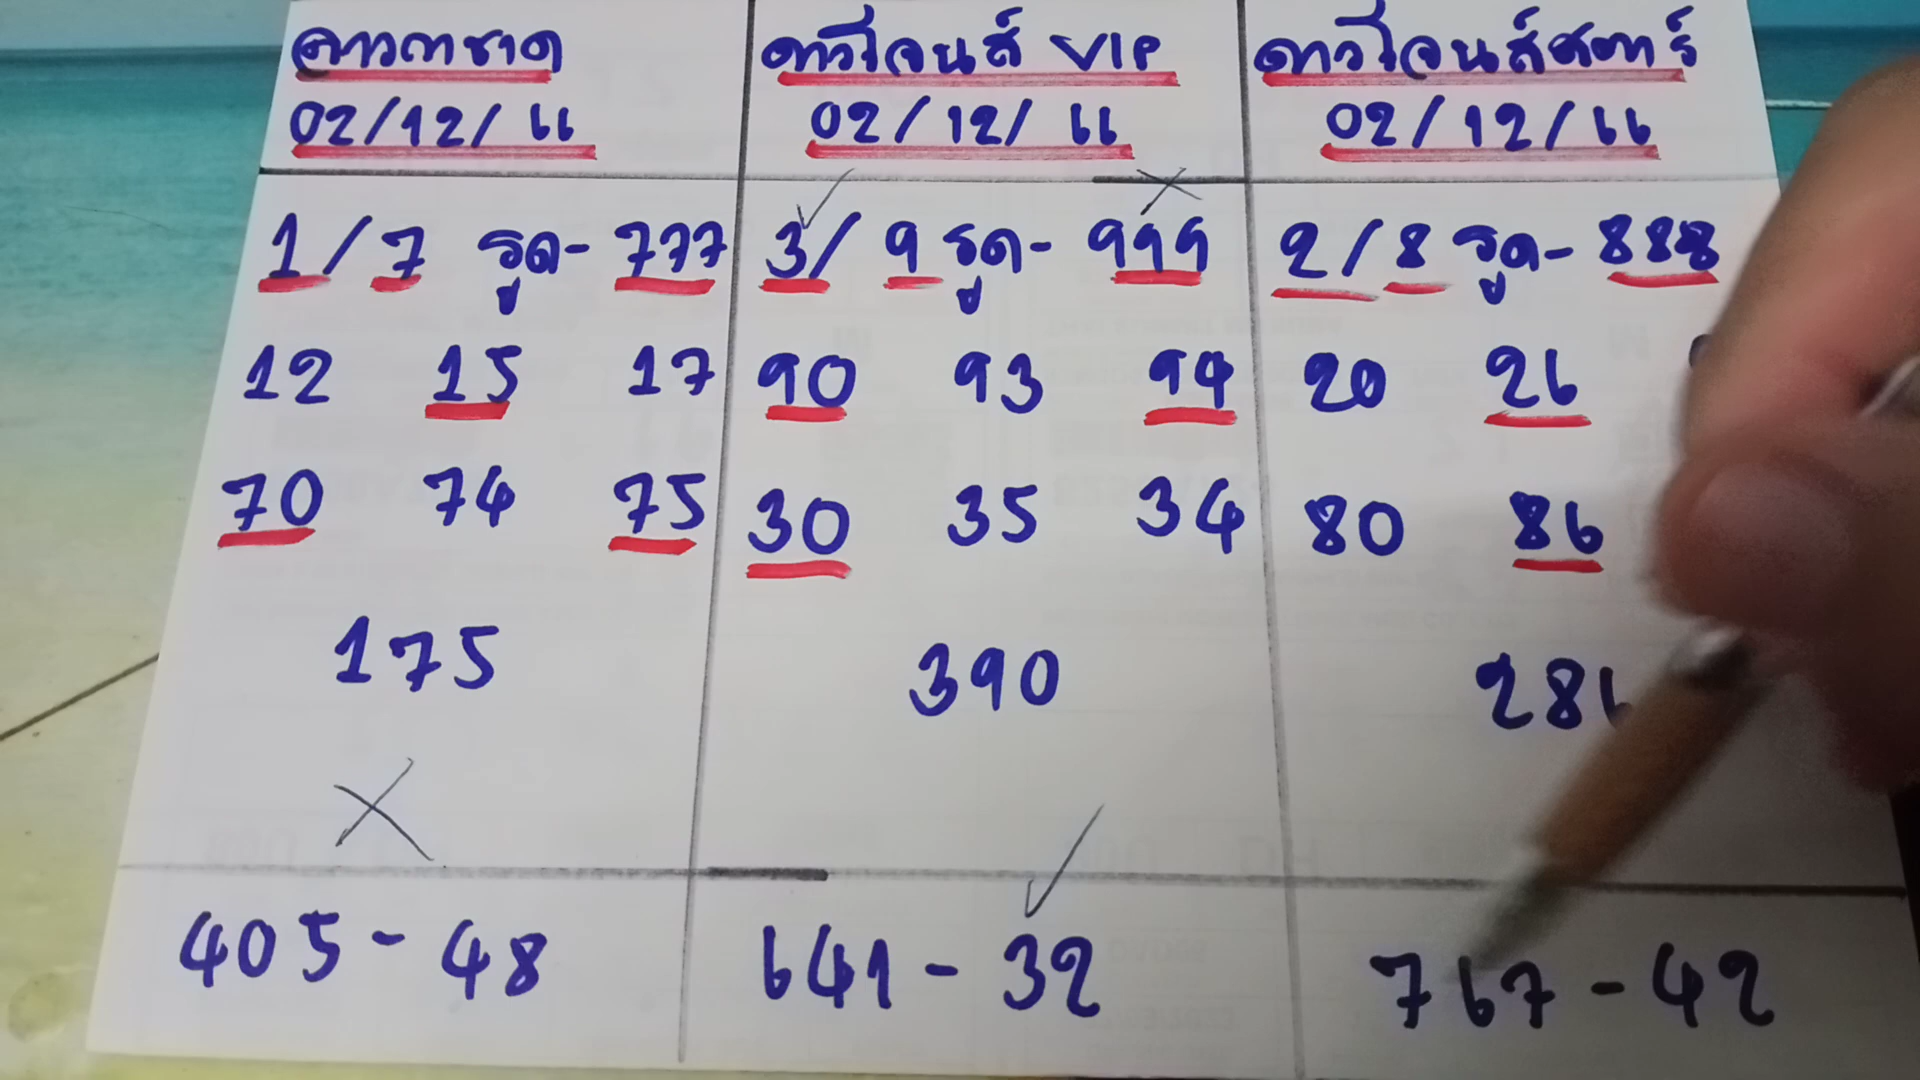 ลาวกาชาด
02/12/66
1/7 รูด- 777
12 15 17
70 74 75
175
405 - 48
ดาวโจนส์ VIP
02/12/66
3/9 รูด- 999
90 93 94
30 35 34
390
641 - 32
ดาวโจนส์สตาร์
02/12/66
2/8 รูด- 888
20 26
80 86
286
767 - 42